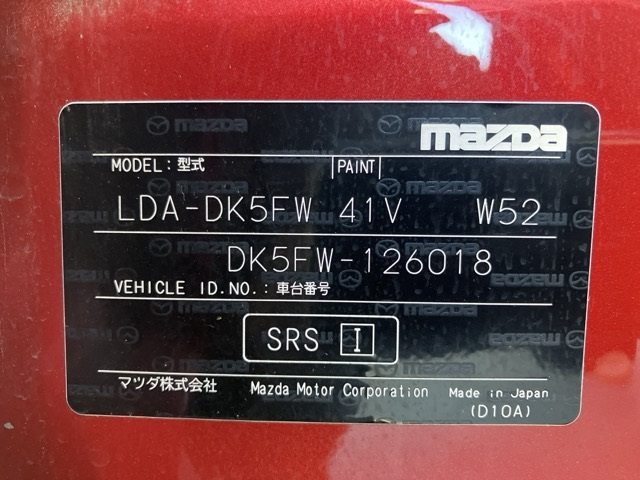 mazda
MODEL：型式 PAINT
LDA-DK5FW 41V W52
DK5FW-126018
VEHICLE ID.NO.：車台番号
SRS I
マツダ株式会社 Mazda Motor Corporation Made in Japan
(D10A)